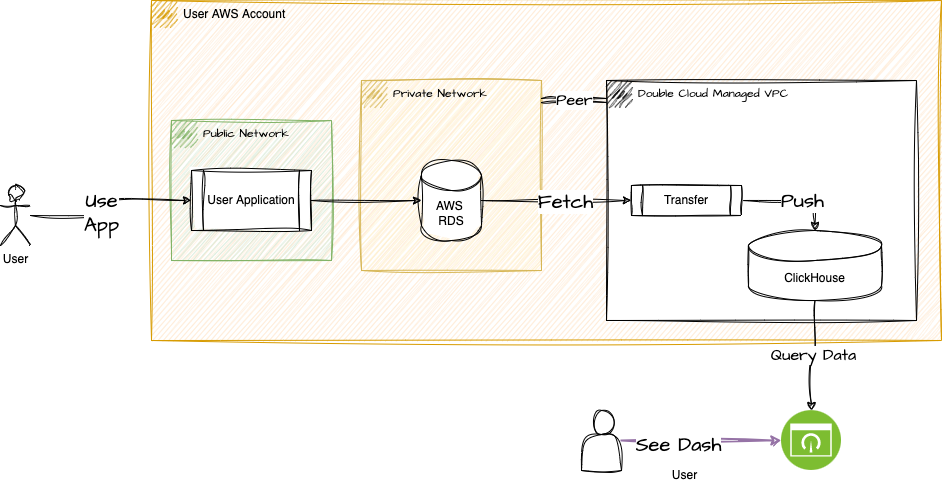 User AWS Account
Private Network
Double Cloud Managed VPC
Peer
Public Network
Use
App
User Application
AWS
RDS
Fetch
Transfer
Push
User
ClickHouse
Query Data
See Dash
User